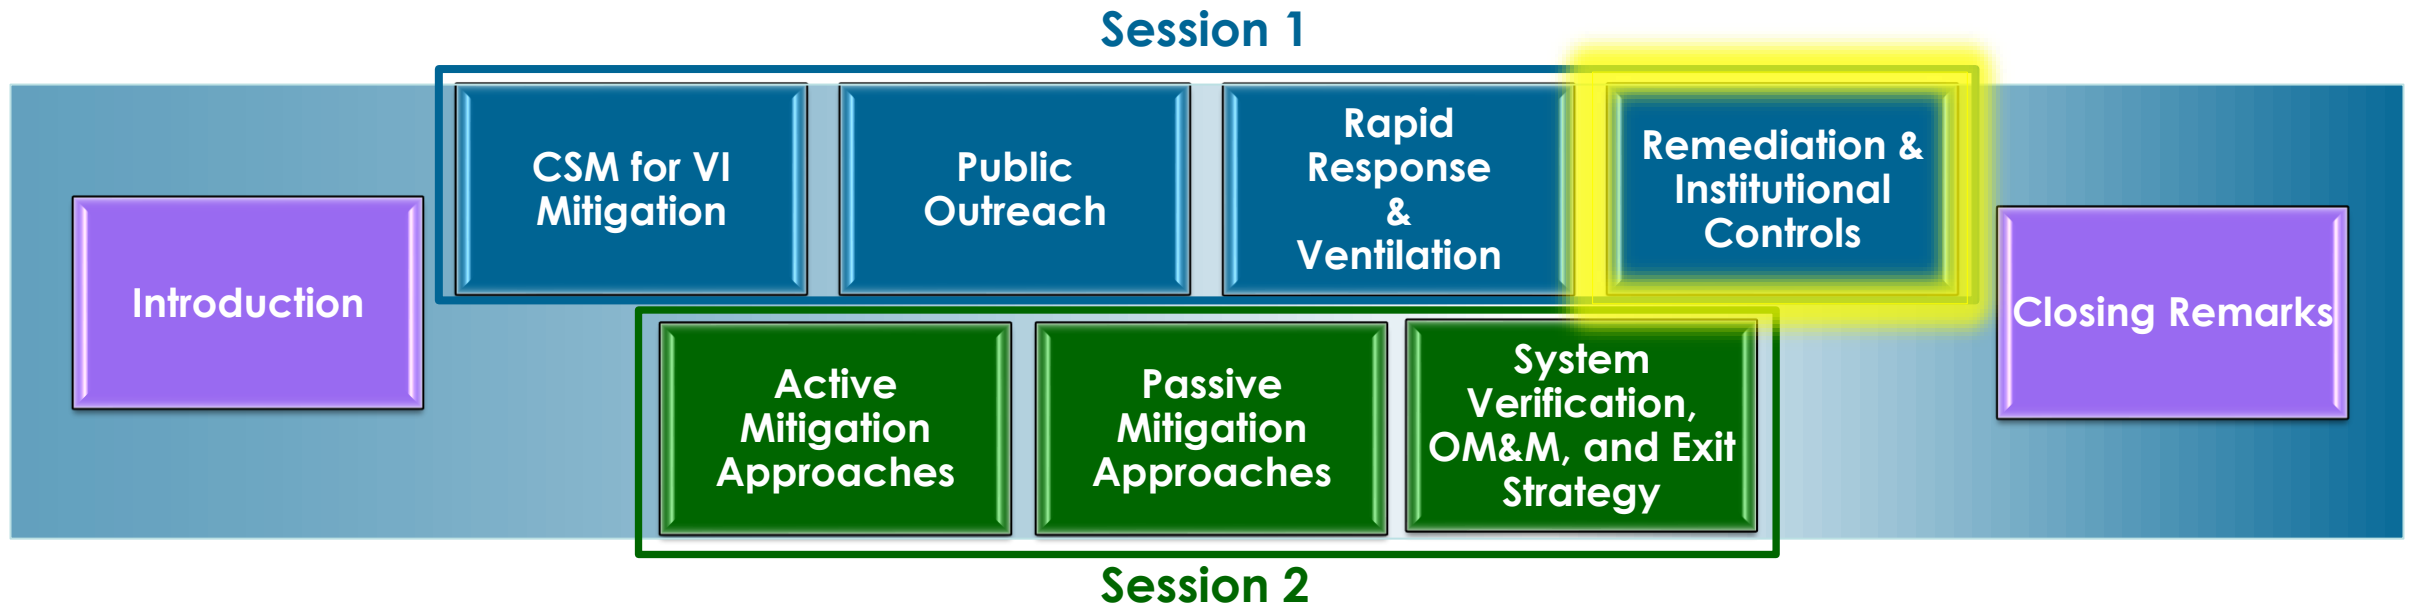 Session 1
Introduction
CSM for VI
Mitigation
Public
Outreach
Rapid
Response
&
Ventilation
Remediation &
Institutional
Controls
Active
Mitigation
Approaches
Passive
Mitigation
Approaches
System
Verification,
OM&M, and Exit
Strategy
Closing Remarks
Session 2